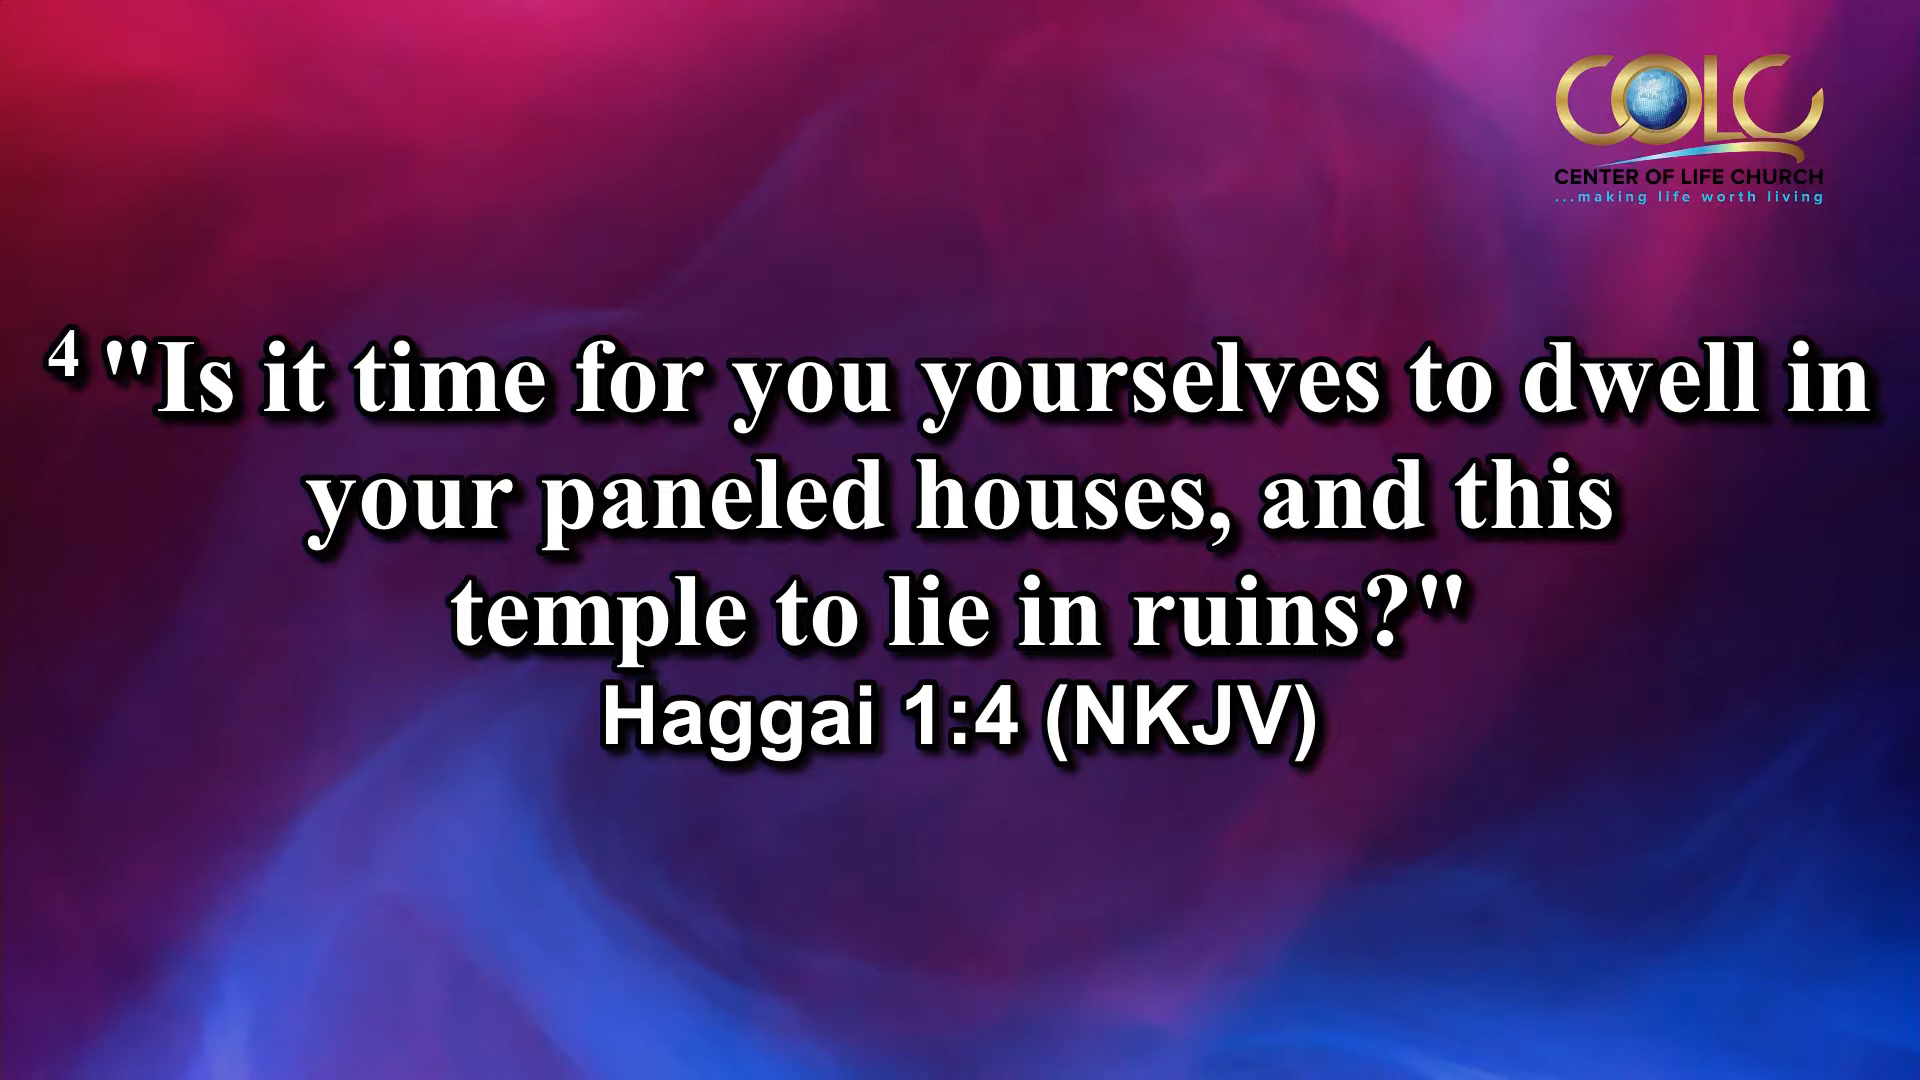 COLC
CENTER OF LIFE CHURCH
...making life worth living
4 "Is it time for you yourselves to dwell in
your paneled houses, and this
temple to lie in ruins?"
Haggai 1:4 (NKJV)